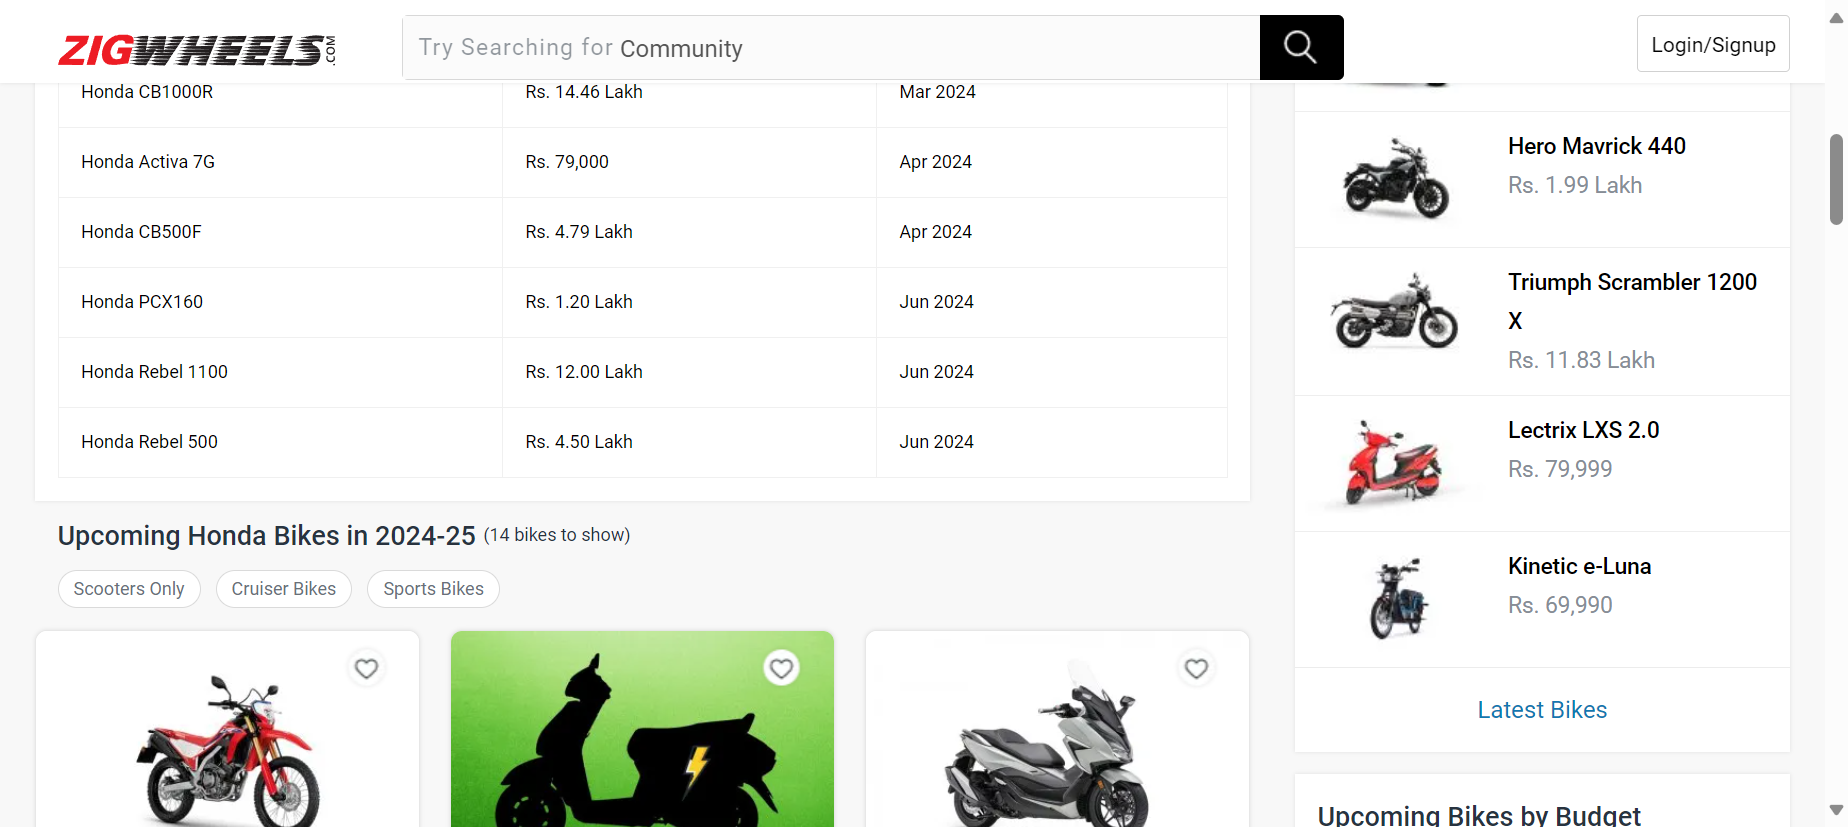 ZIGWHEELS.COM
Try Searching for Community
Login/Signup
Honda CB1000R Rs. 14.46 Lakh Mar 2024
Honda Activa 7G Rs. 79,000 Apr 2024
Honda CB500F Rs. 4.79 Lakh Apr 2024
Honda PCX160 Rs. 1.20 Lakh Jun 2024
Honda Rebel 1100 Rs. 12.00 Lakh Jun 2024
Honda Rebel 500 Rs. 4.50 Lakh Jun 2024
Upcoming Honda Bikes in 2024-25 (14 bikes to show)
Scooters Only Cruiser Bikes Sports Bikes
Hero Mavrick 440
Rs. 1.99 Lakh
Triumph Scrambler 1200
X
Rs. 11.83 Lakh
Lectrix LXS 2.0
Rs. 79,999
Kinetic e-Luna
Rs. 69,990
Latest Bikes
Upcoming Bikes by Budget